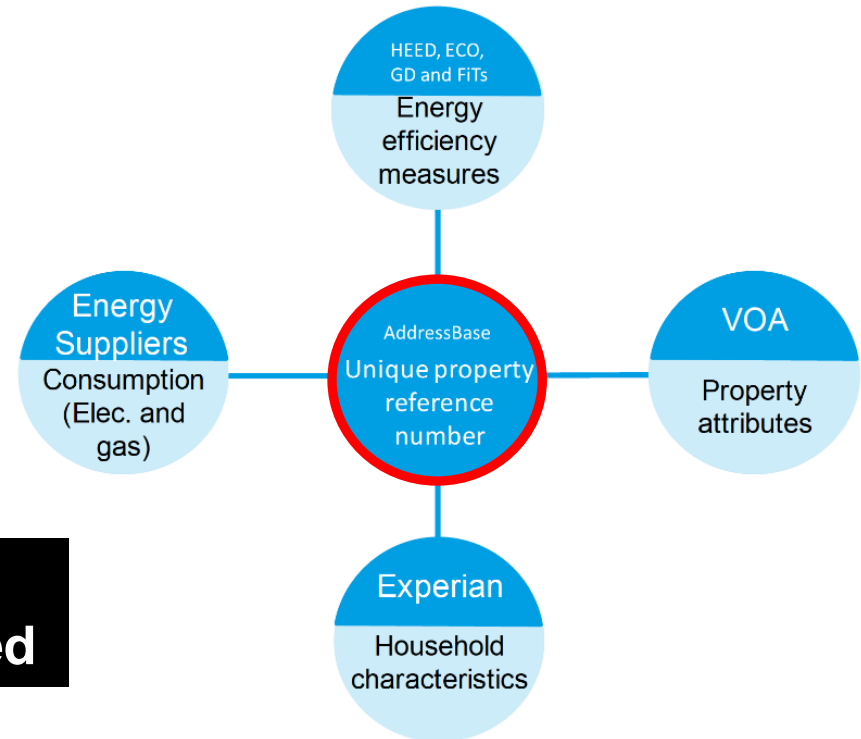 HEED, ECO,
GD and FiTs
Energy
efficiency
measures
Energy
Suppliers
Consumption
(Elec. and
gas)
AddressBase
Unique property
reference
number
VOA
Property
attributes
Experian
Household
characteristics
ed